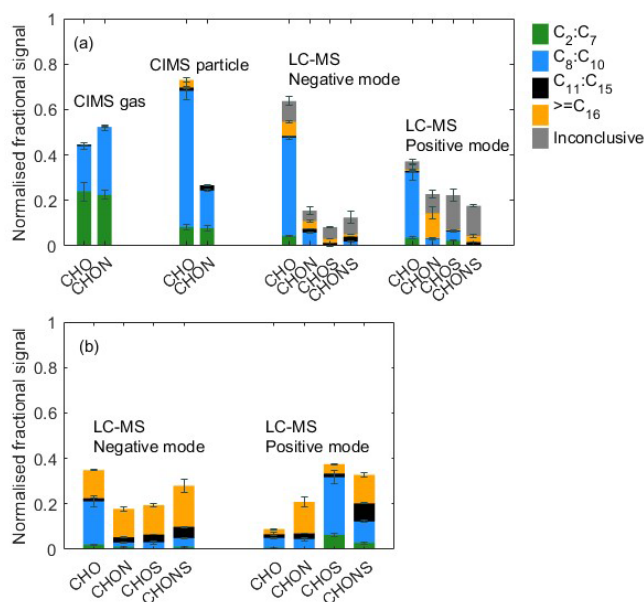 Normalised fractional signal
1
0.8
0.6
0.4
0.2
0
(a)
CIMS gas
CIMS particle
LC-MS
Negative mode
LC-MS
Positive mode
CHO
CHON
CHO
CHON
CHO
CHON
CHOS
CHONS
CHO
CHON
CHOS
CHONS
C₂:C₇
C₈:C₁₀
C₁₁:C₁₅
>=C₁₆
Inconclusive
Normalised fractional signal
1
0.8
0.6
0.4
0.2
0
(b)
LC-MS
Negative mode
LC-MS
Positive mode
CHO
CHON
CHOS
CHONS
CHO
CHON
CHOS
CHONS